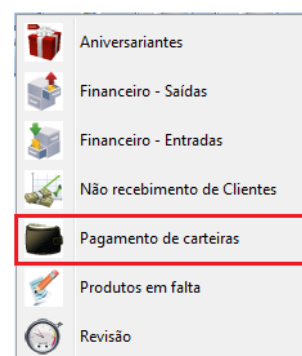 Aniversariantes
Financeiro - Saídas
Financeiro - Entradas
Não recebimento de Clientes
Pagamento de carteiras
Produtos em falta
Revisão